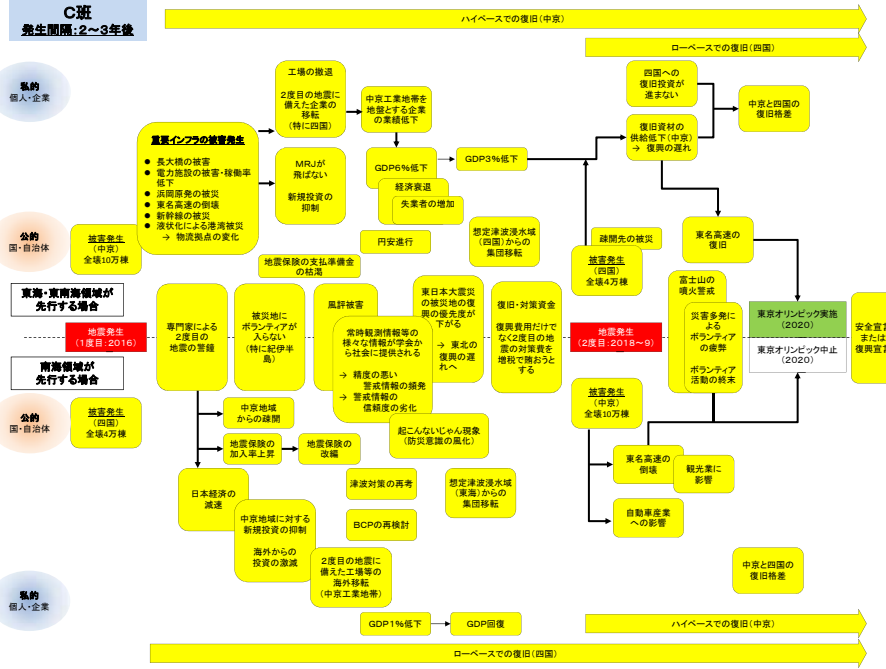 C班
発生間隔：2～3年後
ハイペースでの復旧（中京）
ローペースでの復旧（四国）
私的
個人・企業
工場の撤退
2度目の地震に
備えた企業の
移転
（特に四国）
中京工業地帯を
地盤とする企業
の業績低下
四国への
復旧投資が
進まない
中京と四国の
復旧格差
復旧資材の
供給低下（中京）
→ 復興の遅れ
重要インフラの被害発生
● 長大橋の被害
● 電力施設の被害・稼働率
低下
● 浜岡原発の被災
● 東名高速の倒壊
● 新幹線の被災
● 液状化による港湾被災
→ 物流拠点の変化
MRJが
飛ばない
新規投資の
抑制
GDP6％低下
GDP3％低下
経済衰退
失業者の増加
公的
国・自治体
被害発生
（中京）
全壊10万棟
円安進行
想定津波浸水域
（四国）からの
集団移転
疎開先の被災
被害発生
（四国）
全壊4万棟
東名高速の
復旧
地震保険の支払準備金
の枯渇
東海・東南海領域が
先行する場合
専門家による
2度目の
地震の警鐘
被災地に
ボランティアが
入らない
（特に紀伊半
島）
風評被害
常時観測情報等の
様々な情報が学会か
ら社会に提供される
→ 精度の悪い
警戒情報の頻発
→ 警戒情報の
信頼度の劣化
東日本大震災
の被災地の復
興の優先度が
下がる
→ 東北の
復興の遅
れへ
復旧・対策資金
復興費用だけで
なく2度目の地
震の対策費を
増税で賄おうと
する
富士山の
噴火警戒
災害多発に
よる
ボランティア
の疲弊
ボランティア
活動の終末
東京オリンピック実施
（2020）
東京オリンピック中止
（2020）
安全宣言
または
復興宣言
地震発生
（1度目：2016）
地震発生
（2度目：2018～9）
南海領域が
先行する場合
公的
国・自治体
被害発生
（四国）
全壊4万棟
被害発生
（中京）
全壊10万棟
中京地域
からの疎開
地震保険の
加入率上昇
地震保険の
改編
起こんないじゃん現象
（防災意識の風化）
東名高速の
倒壊
観光業に
影響
日本経済の
減速
津波対策の再考
想定津波浸水域
（東海）からの
集団移転
自動車産業
への影響
中京地域に対する
新規投資の抑制
海外からの
投資の激減
BCPの再検討
2度目の地震に
備えた工場等の
海外移転
（中京工業地帯）
中京と四国の
復旧格差
私的
個人・企業
GDP1％低下
GDP回復
ハイペースでの復旧（中京）
ローペースでの復旧（四国）